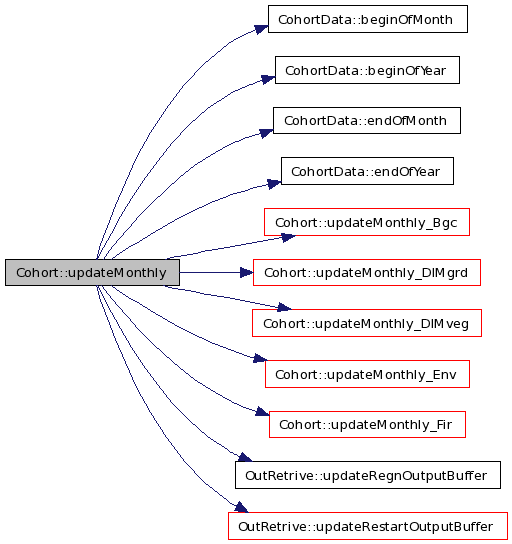 CohortData::beginOfMonth
CohortData::beginOfYear
CohortData::endOfMonth
CohortData::endOfYear
Cohort::updateMonthly_Bgc
Cohort::updateMonthly
Cohort::updateMonthly_DIMgrd
Cohort::updateMonthly_DIMveg
Cohort::updateMonthly_Env
Cohort::updateMonthly_Fir
OutRetrive::updateRegnOutputBuffer
OutRetrive::updateRestartOutputBuffer